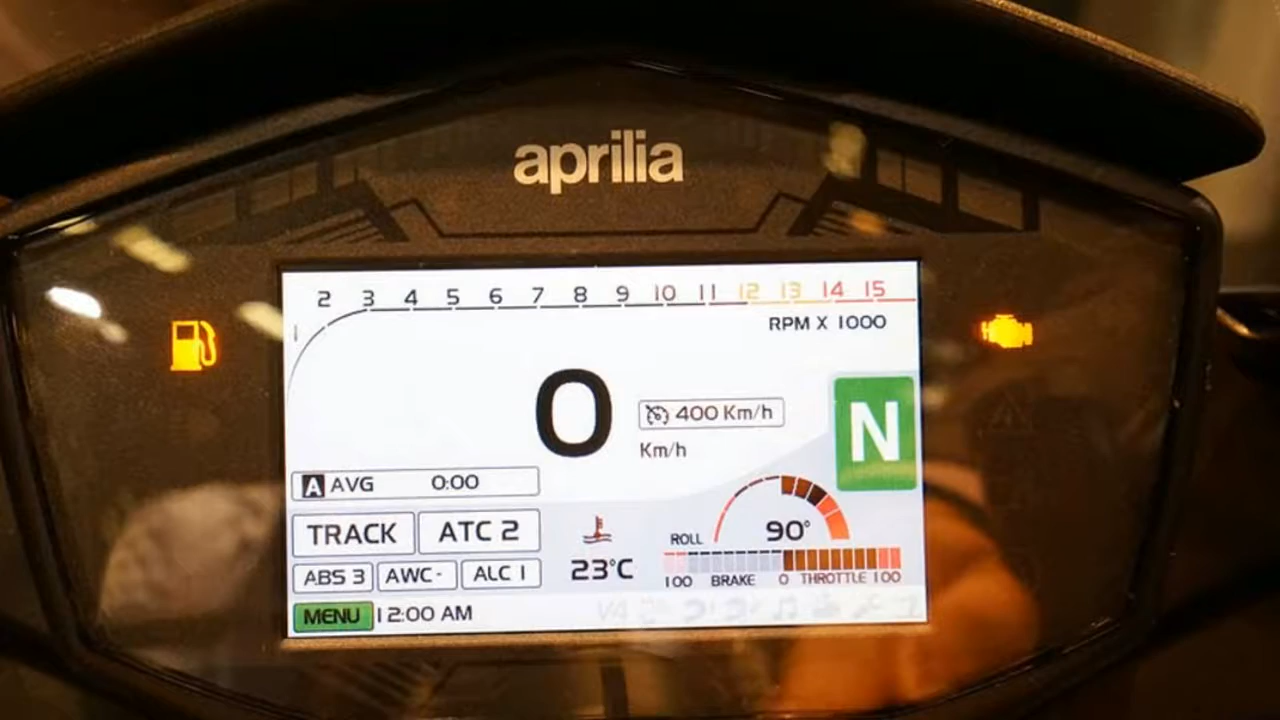 aprilia
1 2 3 4 5 6 7 8 9 10 11 12 13 14 15
RPM X 1000
0
400 Km/h
Km/h
N
A AVG 0:00
TRACK ATC 2
90°
ROLL
23°C
ABS 3 AWC - ALC 1
100 BRAKE 0 THROTTLE 100
MENU 12:00 AM
V4